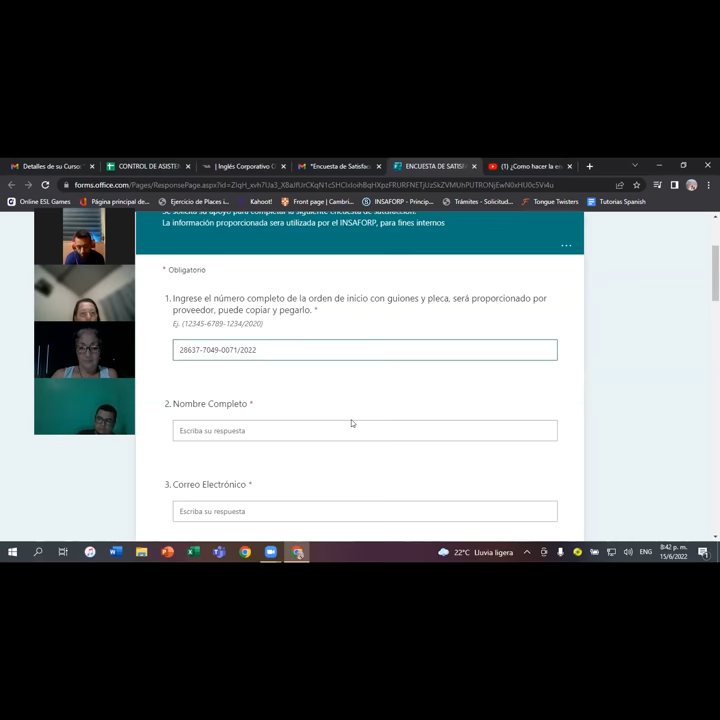 Detalles de su Curso
CONTROL DE ASISTE
| Inglés Corporativo C
*Encuesta de Satisfac
ENCUESTA DE SATIS
(1) ¿Como hacer la en
Online ESL Games
Página principal de...
Ejercicio de Places i...
Kahoot!
Front page | Cambri...
INSAFORP - Princip...
Trámites - Solicitud...
Tongue Twisters
Tutorias Spanish
La información proporcionada sera utilizada por el INSAFORP, para fines internos
...
* Obligatorio
1. Ingrese el número completo de la orden de inicio con guiones y pleca, será proporcionado por
proveedor, puede copiar y pegarlo. *
Ej. (12345-6789-1234/2020)
28637-7049-0071/2022
2. Nombre Completo *
Escriba su respuesta
3. Correo Electrónico *
Escriba su respuesta
22°C Lluvia ligera
ENG
8:42 p. m.
15/6/2022